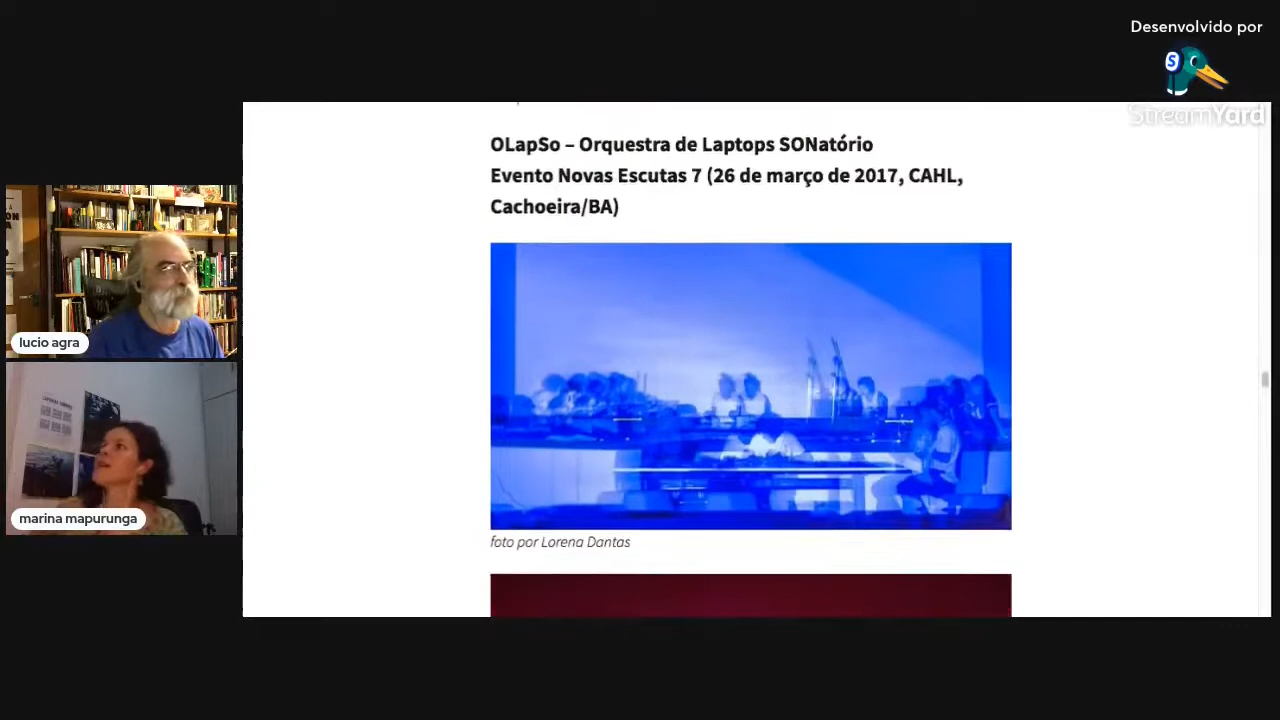 Desenvolvido por
StreamYard
OLapSo – Orquestra de Laptops SONatório
Evento Novas Escutas 7 (26 de março de 2017, CAHL,
Cachoeira/BA)
lucio agra
marina mapurunga
foto por Lorena Dantas